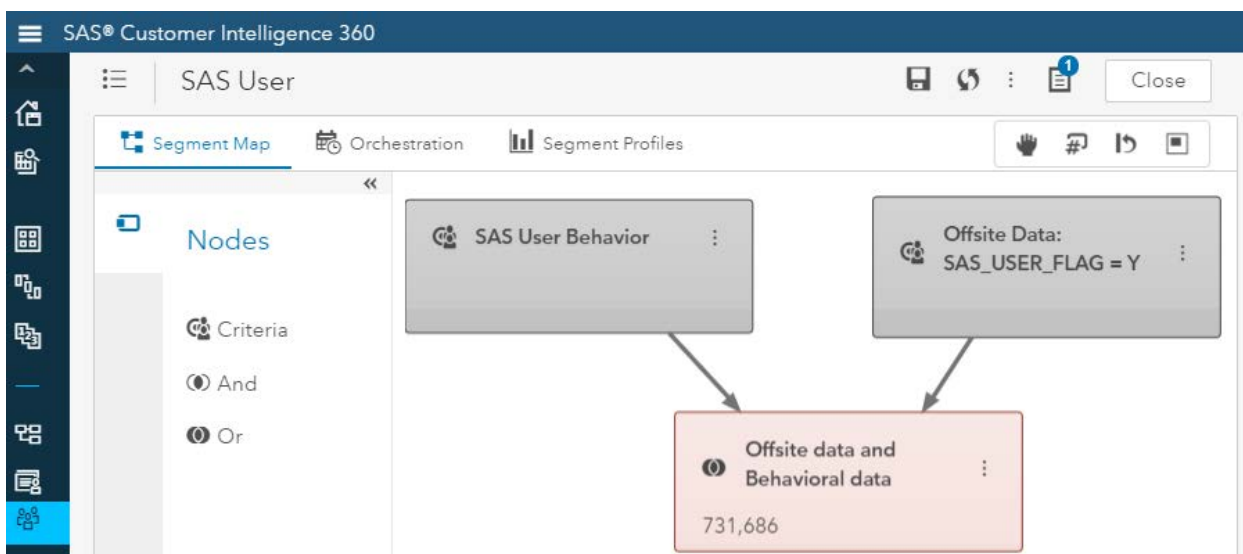 SAS® Customer Intelligence 360
SAS User
1
Close
Segment Map
Orchestration
Segment Profiles
Nodes
Criteria
And
Or
SAS User Behavior
Offsite Data:
SAS_USER_FLAG = Y
Offsite data and
Behavioral data
731,686